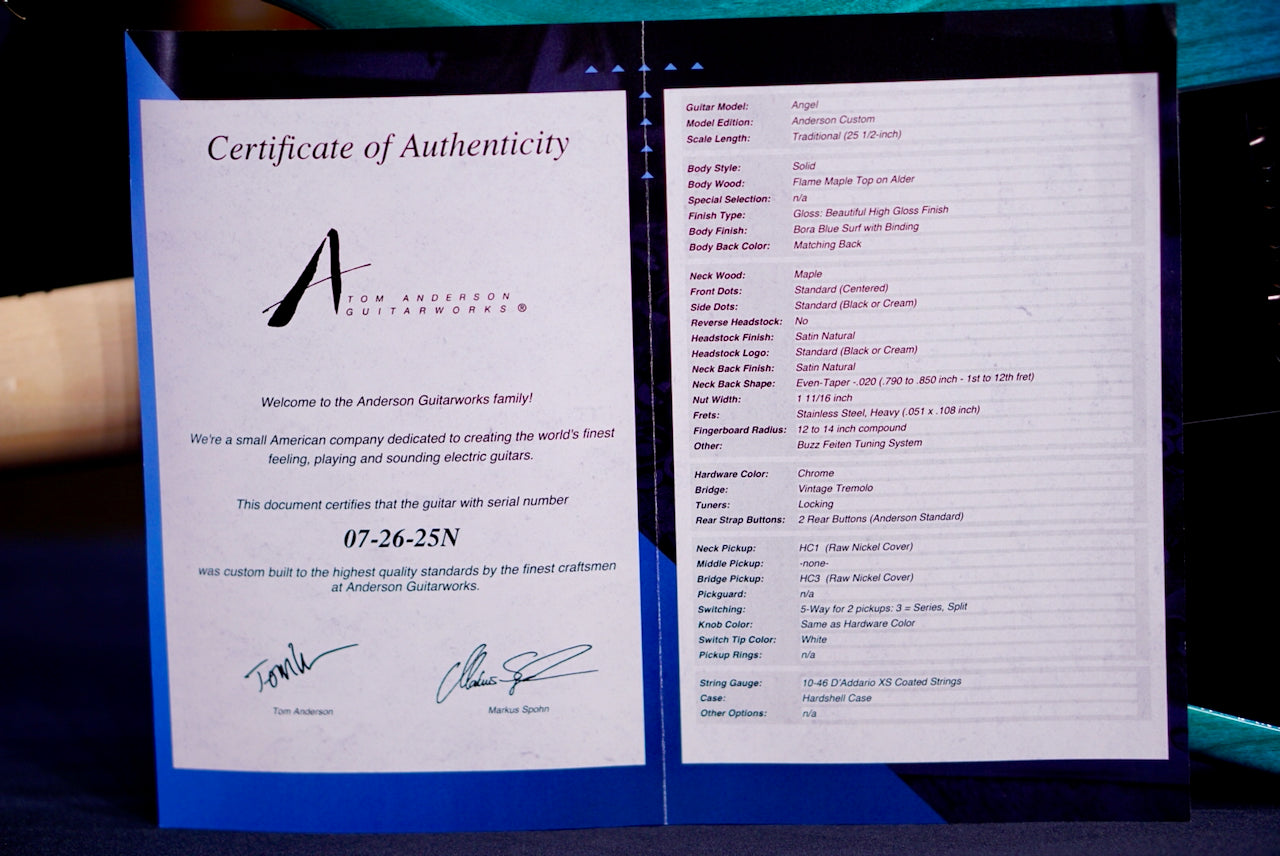 Certificate of Authenticity
A
TOM ANDERSON
GUITARWORKS ®
Welcome to the Anderson Guitarworks family!
We're a small American company dedicated to creating the world's finest
feeling, playing and sounding electric guitars.
This document certifies that the guitar with serial number
07-26-25N
was custom built to the highest quality standards by the finest craftsmen
at Anderson Guitarworks.
Tom Anderson
Markus Spohn
Guitar Model: Angel
Model Edition: Anderson Custom
Scale Length: Traditional (25 1/2-inch)
Body Style: Solid
Body Wood: Flame Maple Top on Alder
Special Selection: n/a
Finish Type: Gloss: Beautiful High Gloss Finish
Body Finish: Bora Blue Surf with Binding
Body Back Color: Matching Back
Neck Wood: Maple
Front Dots: Standard (Centered)
Side Dots: Standard (Black or Cream)
Reverse Headstock: No
Headstock Finish: Satin Natural
Headstock Logo: Standard (Black or Cream)
Neck Back Finish: Satin Natural
Neck Back Shape: Even-Taper -.020 (.790 to .850 inch - 1st to 12th fret)
Nut Width: 1 11/16 inch
Frets: Stainless Steel, Heavy (.051 x .108 inch)
Fingerboard Radius: 12 to 14 inch compound
Other: Buzz Feiten Tuning System
Hardware Color: Chrome
Bridge: Vintage Tremolo
Tuners: Locking
Rear Strap Buttons: 2 Rear Buttons (Anderson Standard)
Neck Pickup: HC1 (Raw Nickel Cover)
Middle Pickup: -none-
Bridge Pickup: HC3 (Raw Nickel Cover)
Pickguard: n/a
Switching: 5-Way for 2 pickups: 3 = Series, Split
Knob Color: Same as Hardware Color
Switch Tip Color: White
Pickup Rings: n/a
String Gauge: 10-46 D'Addario XS Coated Strings
Case: Hardshell Case
Other Options: n/a